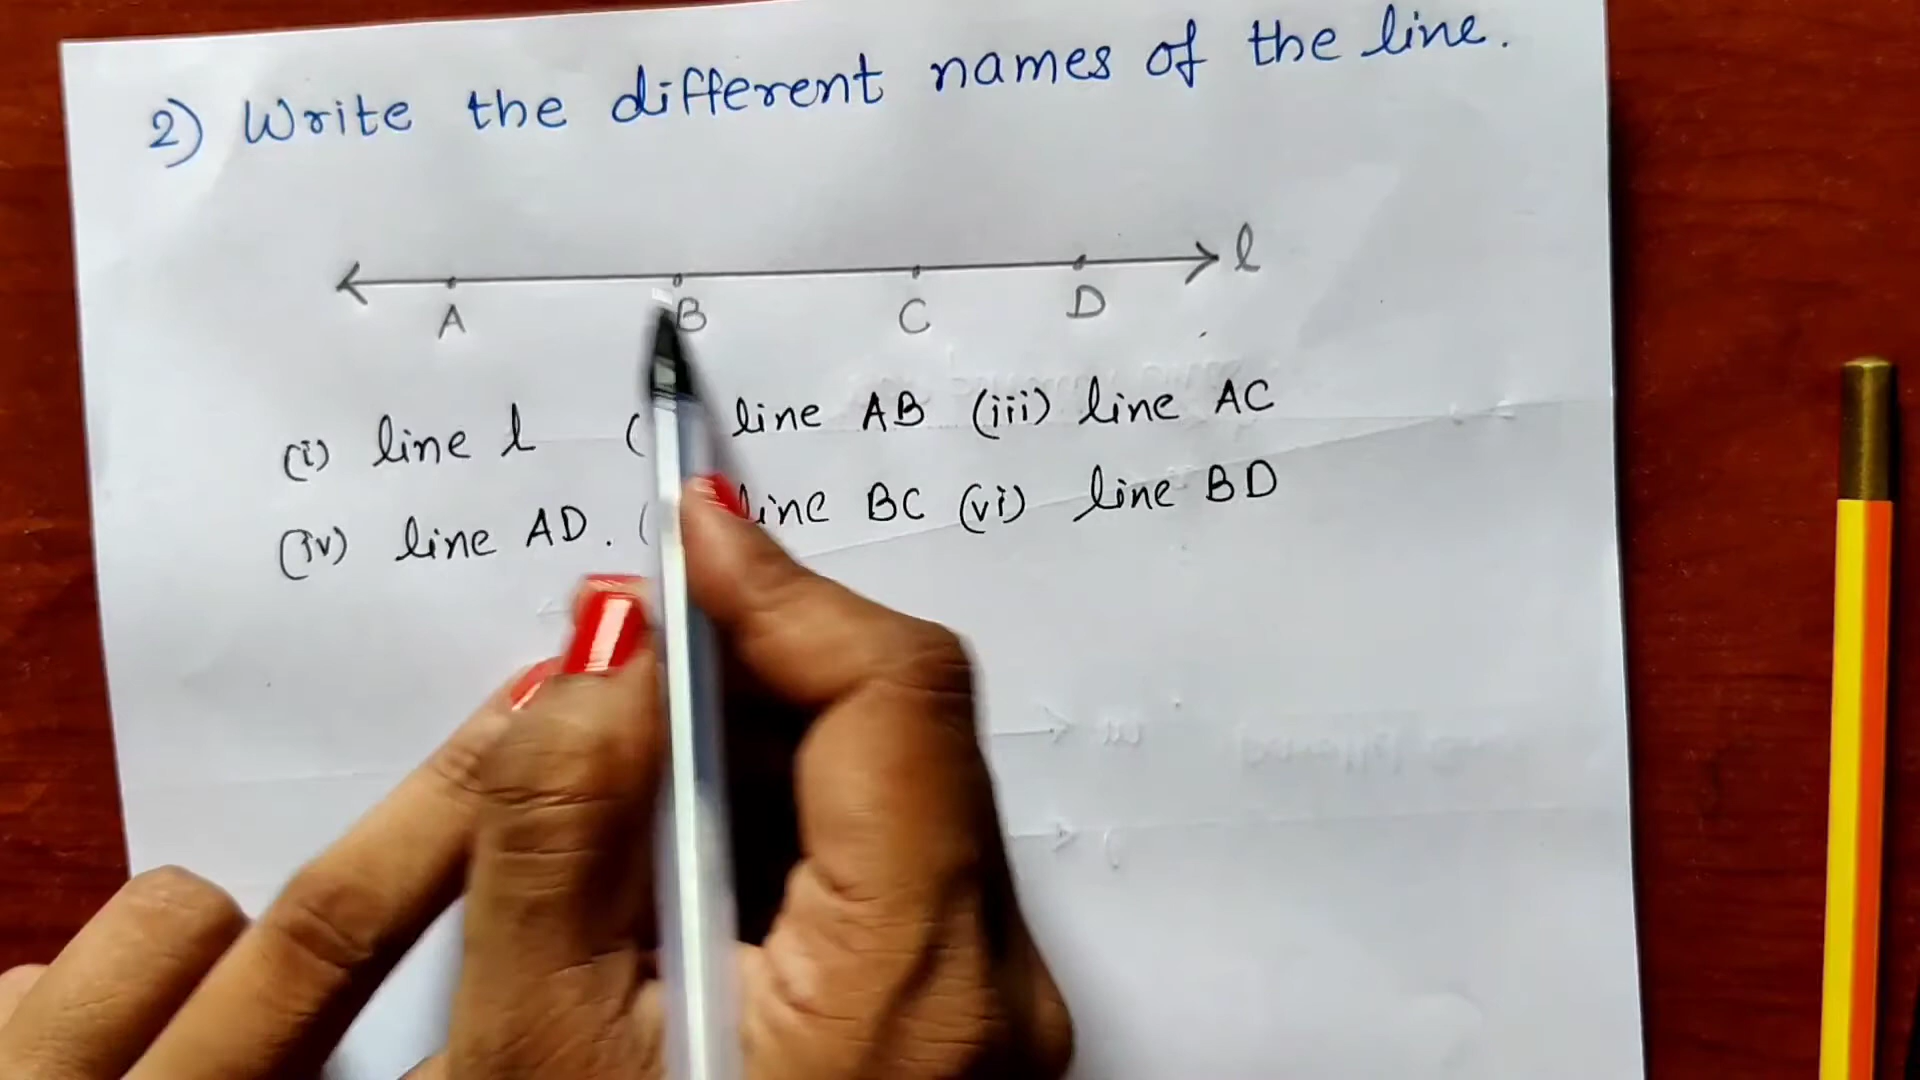 2) Write the different names of the line.
l
A B C D
(i) line l ( line AB (iii) line AC
(iv) line AD. ( line BC (vi) line BD